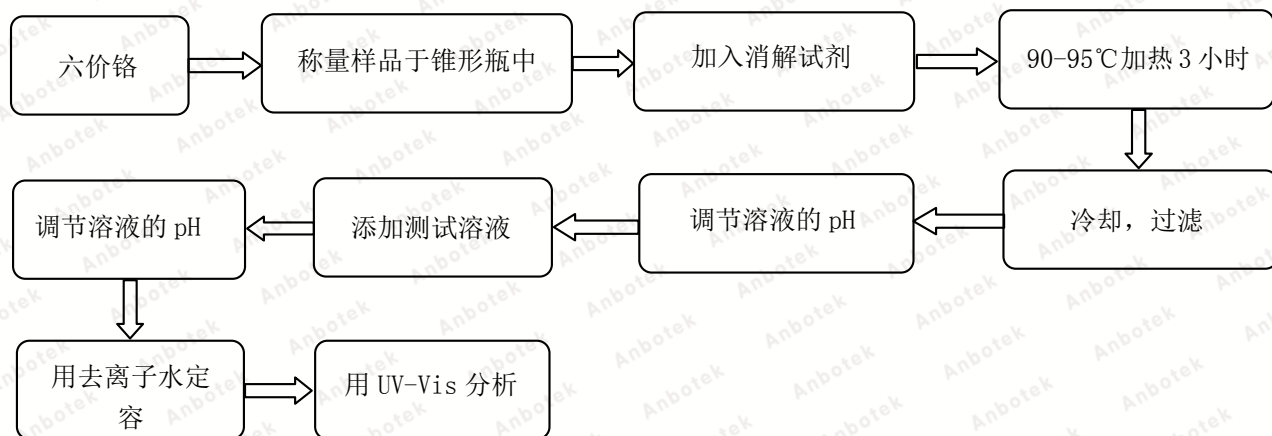 六价铬
称量样品于锥形瓶中
加入消解试剂
90-95℃加热 3 小时
冷却，过滤
调节溶液的 pH
添加测试溶液
调节溶液的 pH
用去离子水定
容
用 UV-Vis 分析
Anbotek